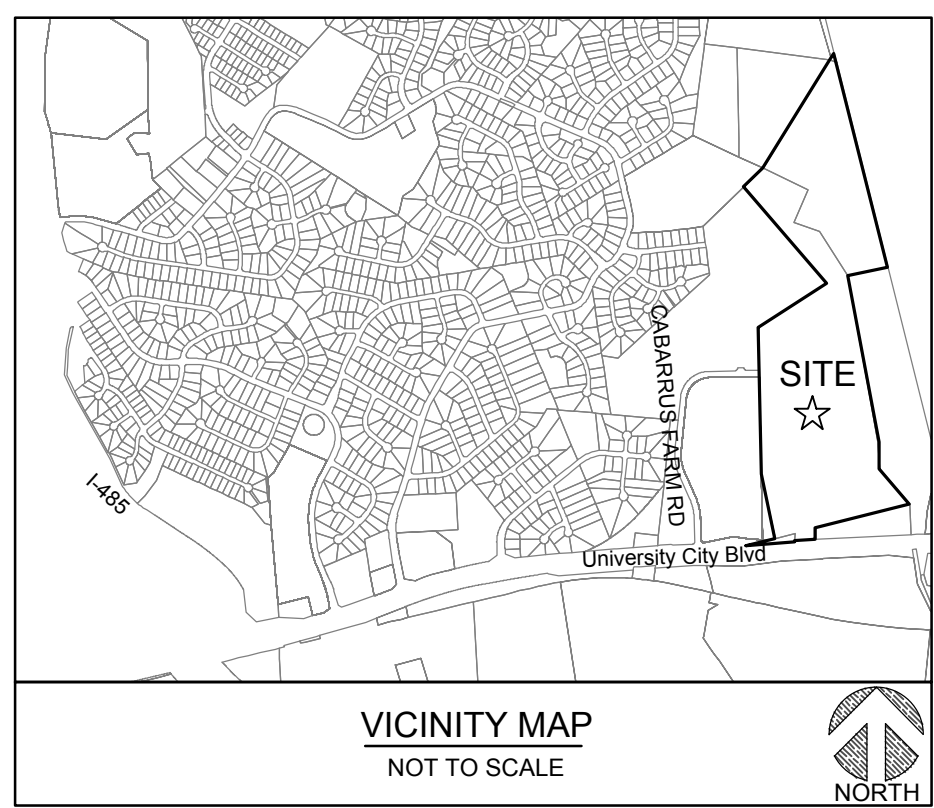 SITE
CABARRUS FARM RD
I-485
University City Blvd
VICINITY MAP
NOT TO SCALE
NORTH